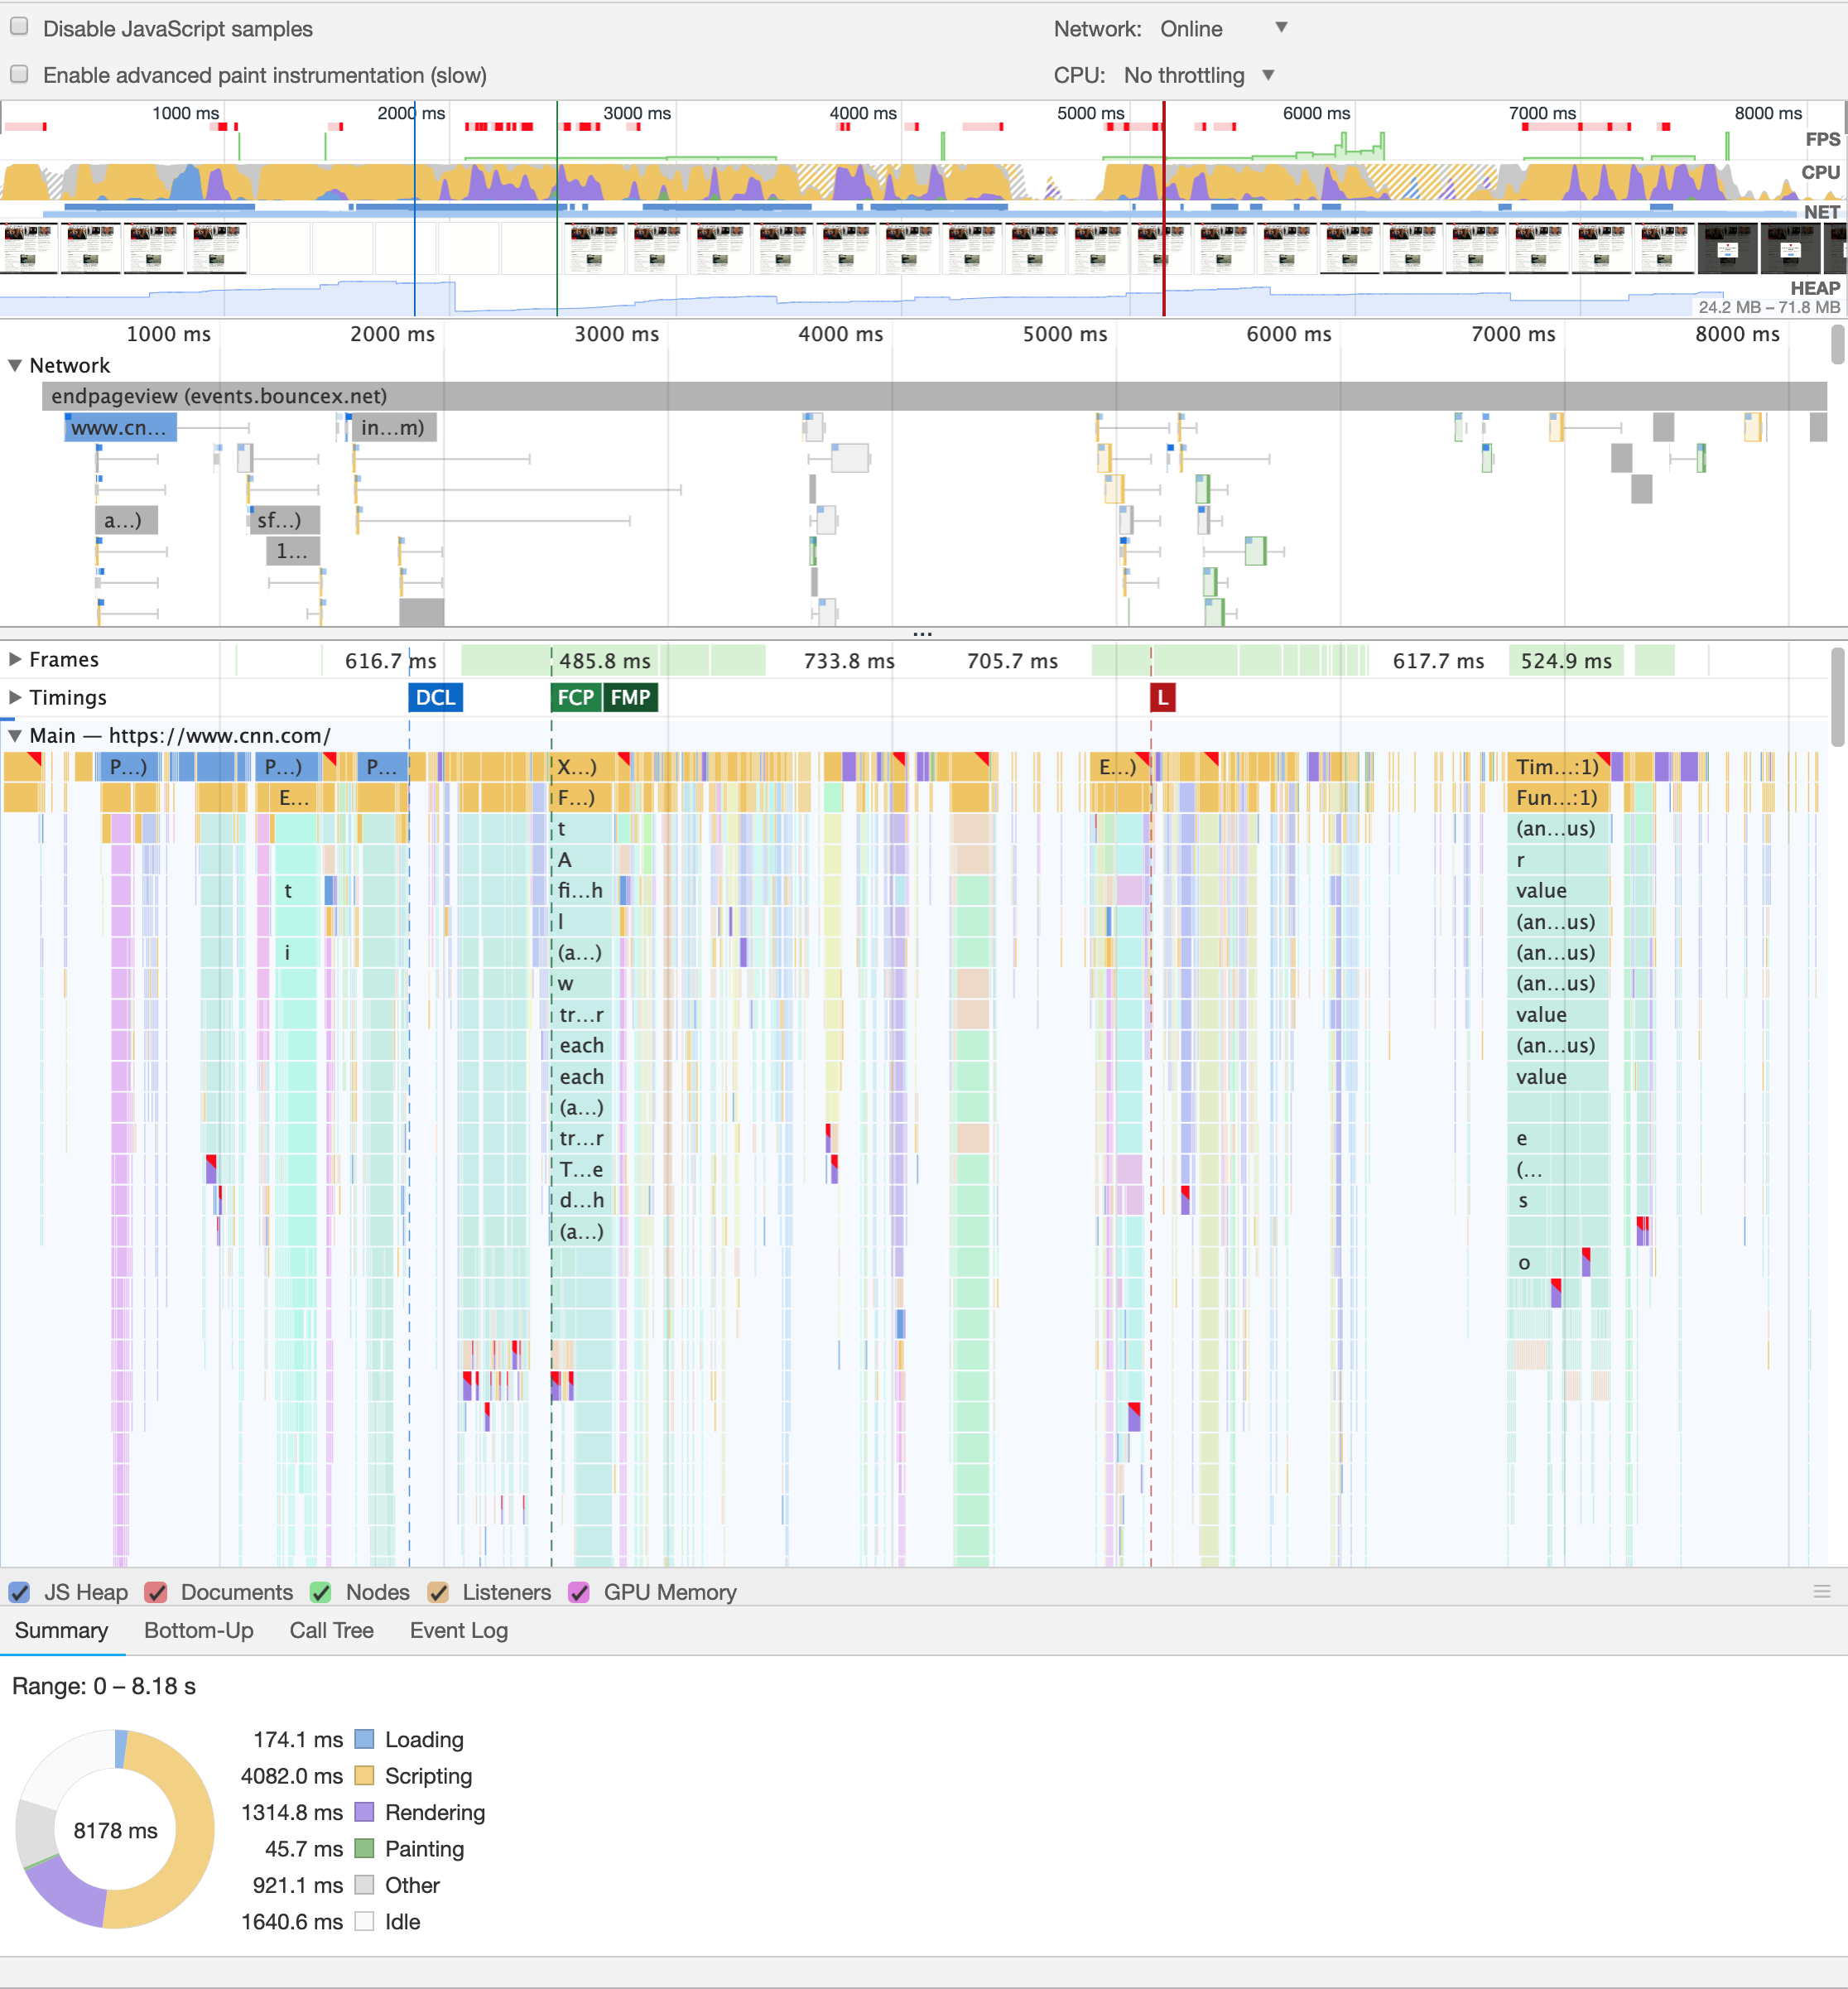 Disable JavaScript samples
Network: Online
Enable advanced paint instrumentation (slow)
CPU: No throttling
1000 ms 2000 ms 3000 ms 4000 ms 5000 ms 6000 ms 7000 ms 8000 ms
FPS
CPU
NET
HEAP
24.2 MB – 71.8 MB
1000 ms 2000 ms 3000 ms 4000 ms 5000 ms 6000 ms 7000 ms 8000 ms
Network
endpageview (events.bouncex.net)
www.cn... in...m)
a...) sf...)
1...
...
Frames 616.7 ms 485.8 ms 733.8 ms 705.7 ms 617.7 ms 524.9 ms
Timings DCL FCP FMP L
Main — https://www.cnn.com/
P...) P...) P... X...) E...) Tim...:1)
E... F...) Fun...:1)
t (an...us)
A r
t fi...h value
l (an...us)
i (a...) (an...us)
w (an...us)
tr...r value
each (an...us)
each value
(a...)
tr...r e
T...e (...
d...h s
(a...)
o
JS Heap Documents Nodes Listeners GPU Memory
Summary Bottom-Up Call Tree Event Log
Range: 0 – 8.18 s
8178 ms
174.1 ms Loading
4082.0 ms Scripting
1314.8 ms Rendering
45.7 ms Painting
921.1 ms Other
1640.6 ms Idle